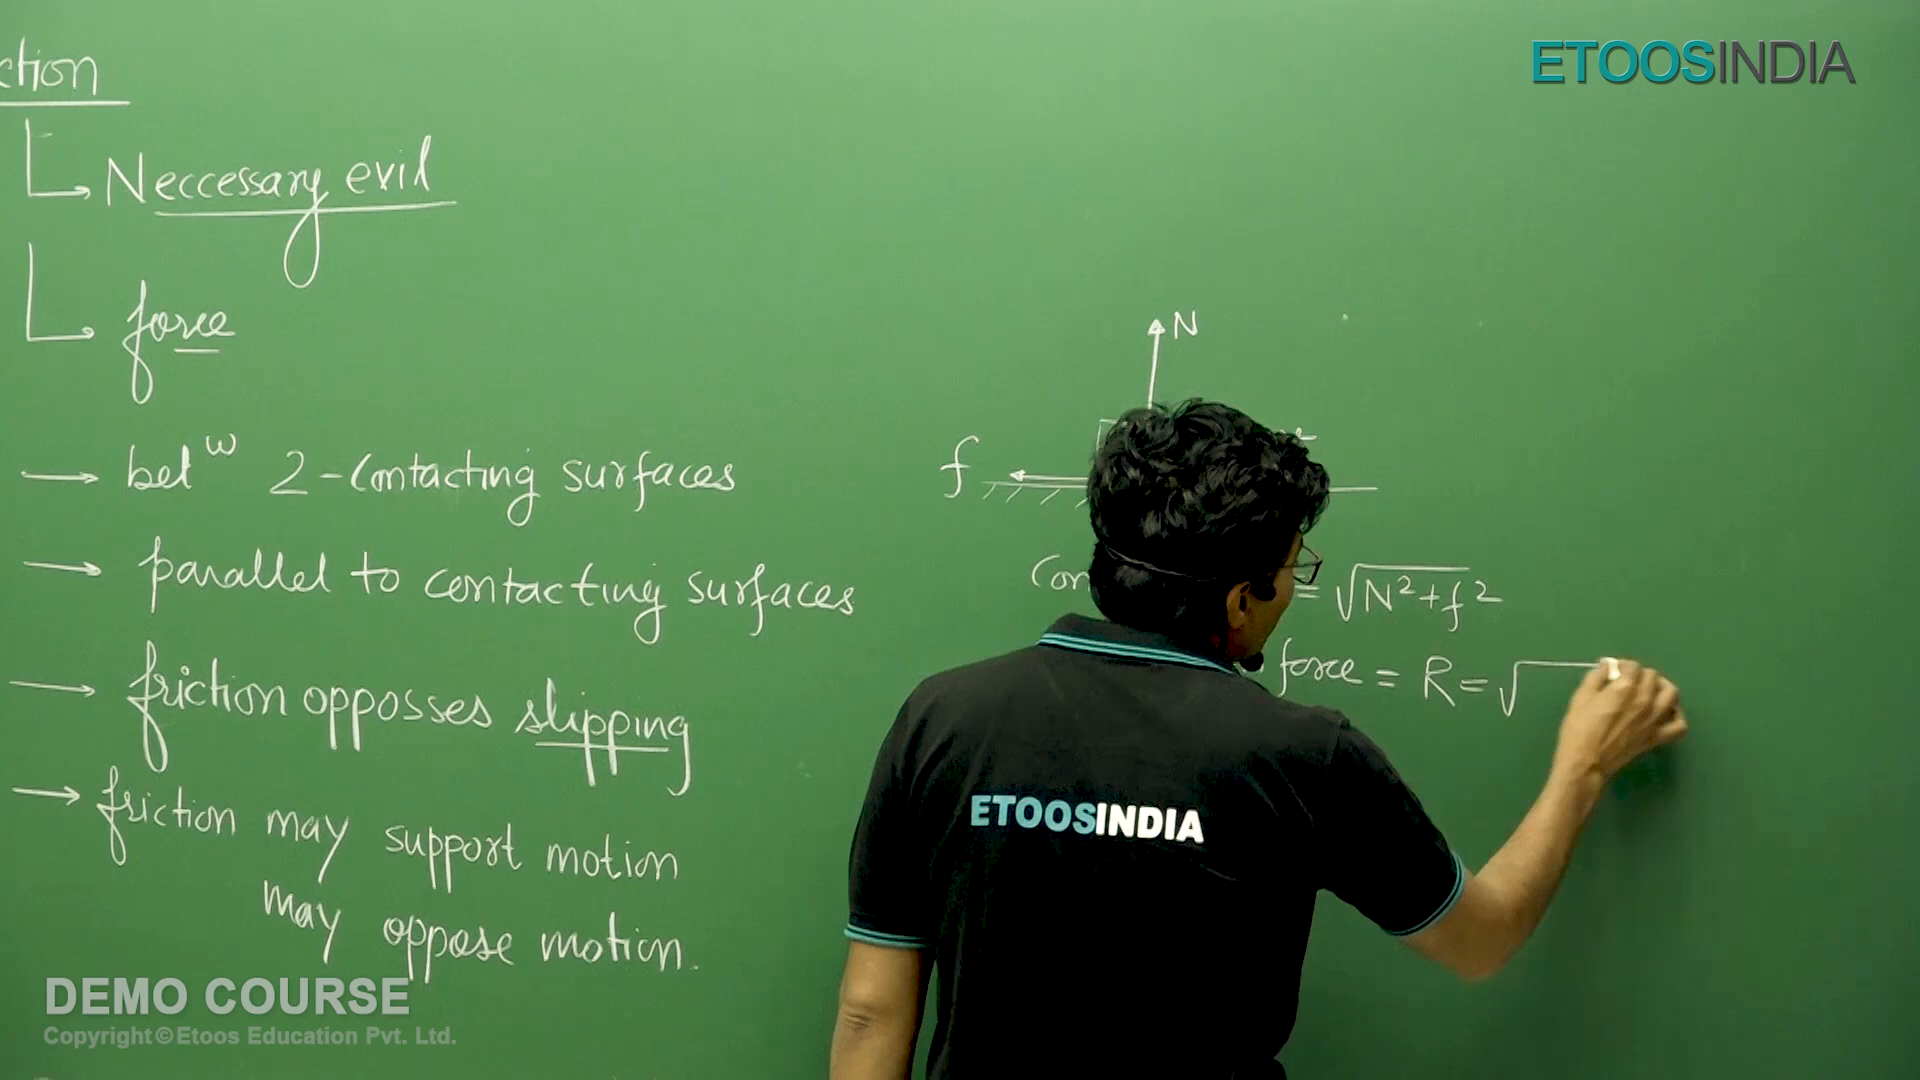 ction
Neccessary evil
force
bet^w 2-contacting surfaces
parallel to contacting surfaces
friction opposses slipping
friction may support motion
may oppose motion.
N
f
= √N²+f²
force = R = √
ETOOSINDIA
ETOOSINDIA
DEMO COURSE
Copyright © Etoos Education Pvt. Ltd.